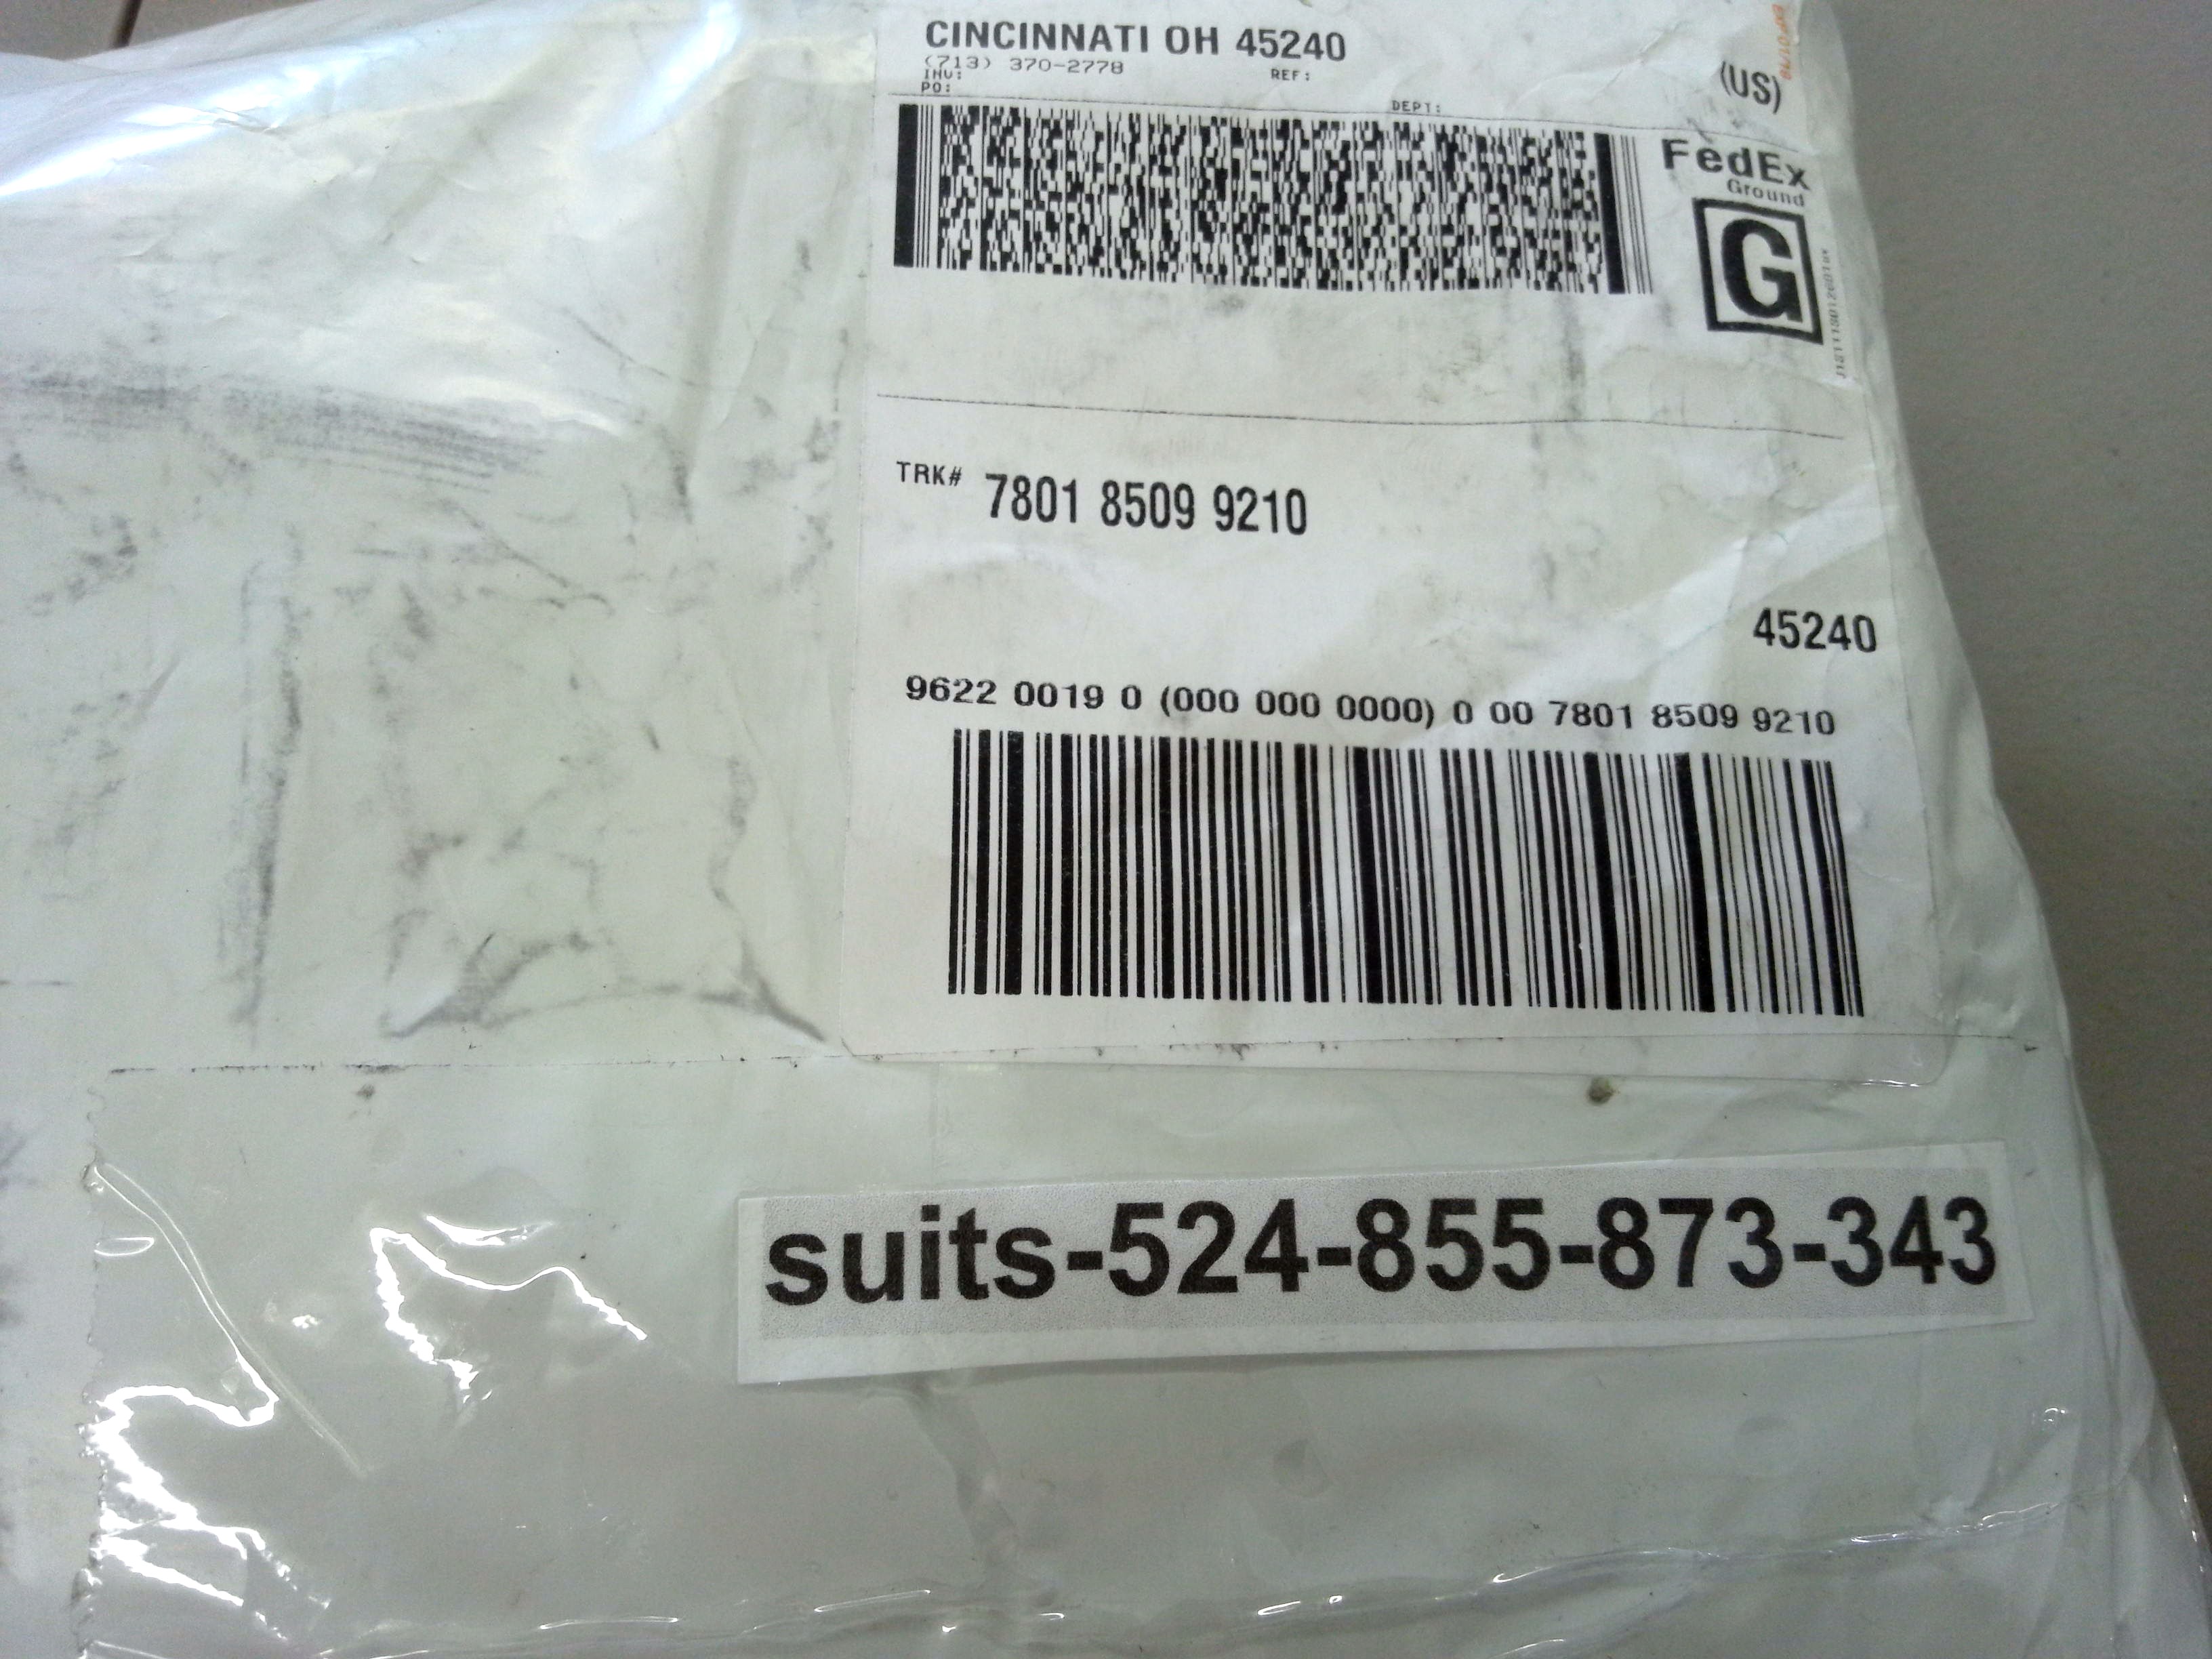 CINCINNATI OH 45240
(713) 370-2778
INV: REF:
PO: DEPT:
(US)
FedEx
Ground
G
TRK# 7801 8509 9210
45240
9622 0019 0 (000 000 0000) 0 00 7801 8509 9210
suits-524-855-873-343